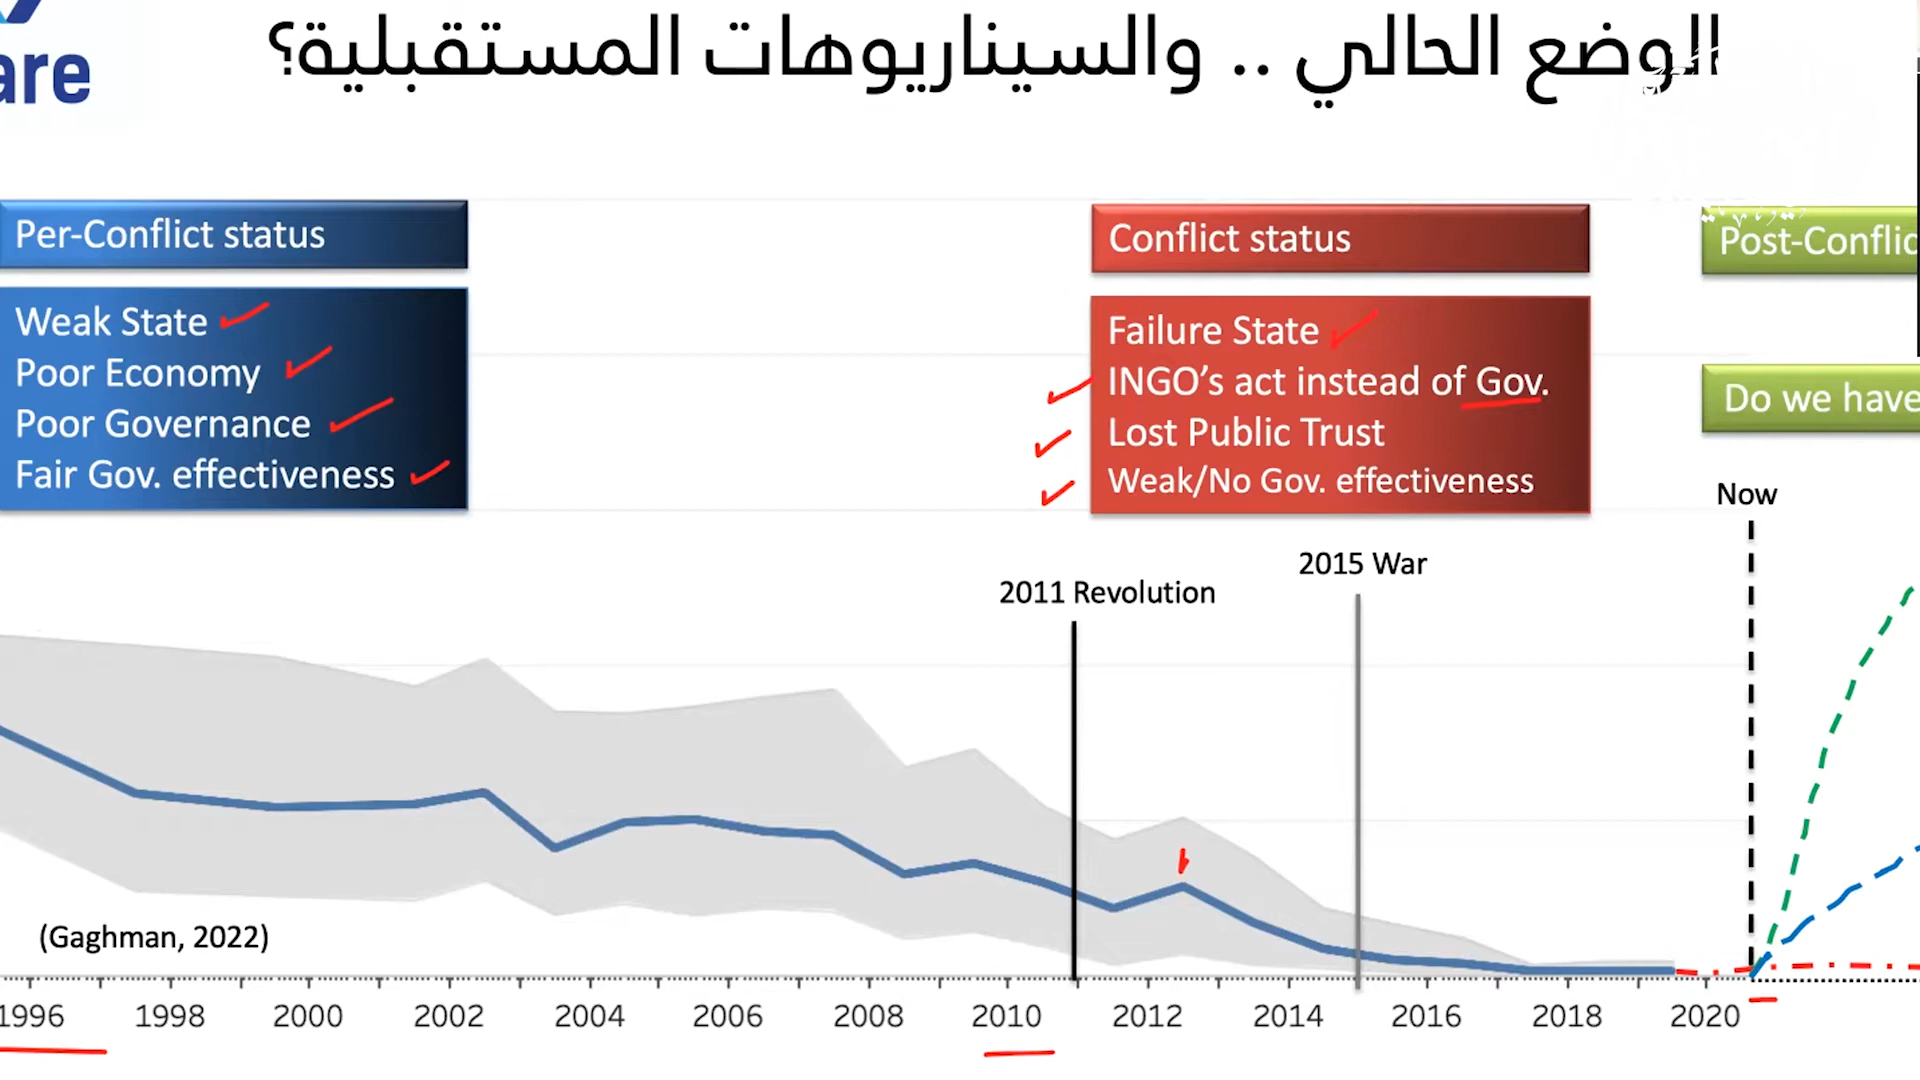 الوضع الحالي .. والسيناريوهات المستقبلية؟
are
Per-Conflict status
Weak State
Poor Economy
Poor Governance
Fair Gov. effectiveness
Conflict status
Failure State
INGO’s act instead of Gov.
Lost Public Trust
Weak/No Gov. effectiveness
Post-Conflic
Do we have
Now
2015 War
2011 Revolution
(Gaghman, 2022)
1996 1998 2000 2002 2004 2006 2008 2010 2012 2014 2016 2018 2020